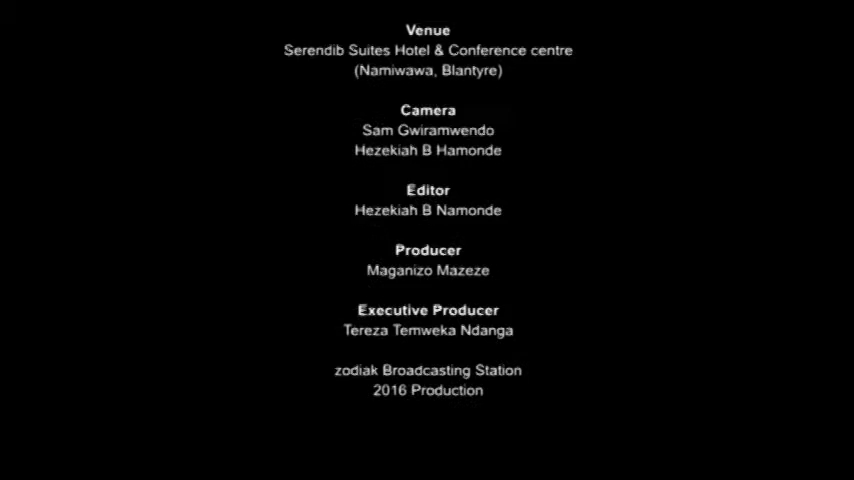 Venue
Serendib Suites Hotel & Conference centre
(Namiwawa, Blantyre)
Camera
Sam Gwiramwendo
Hezekiah B Hamonde
Editor
Hezekiah B Namonde
Producer
Maganizo Mazeze
Executive Producer
Tereza Temweka Ndanga
zodiak Broadcasting Station
2016 Production